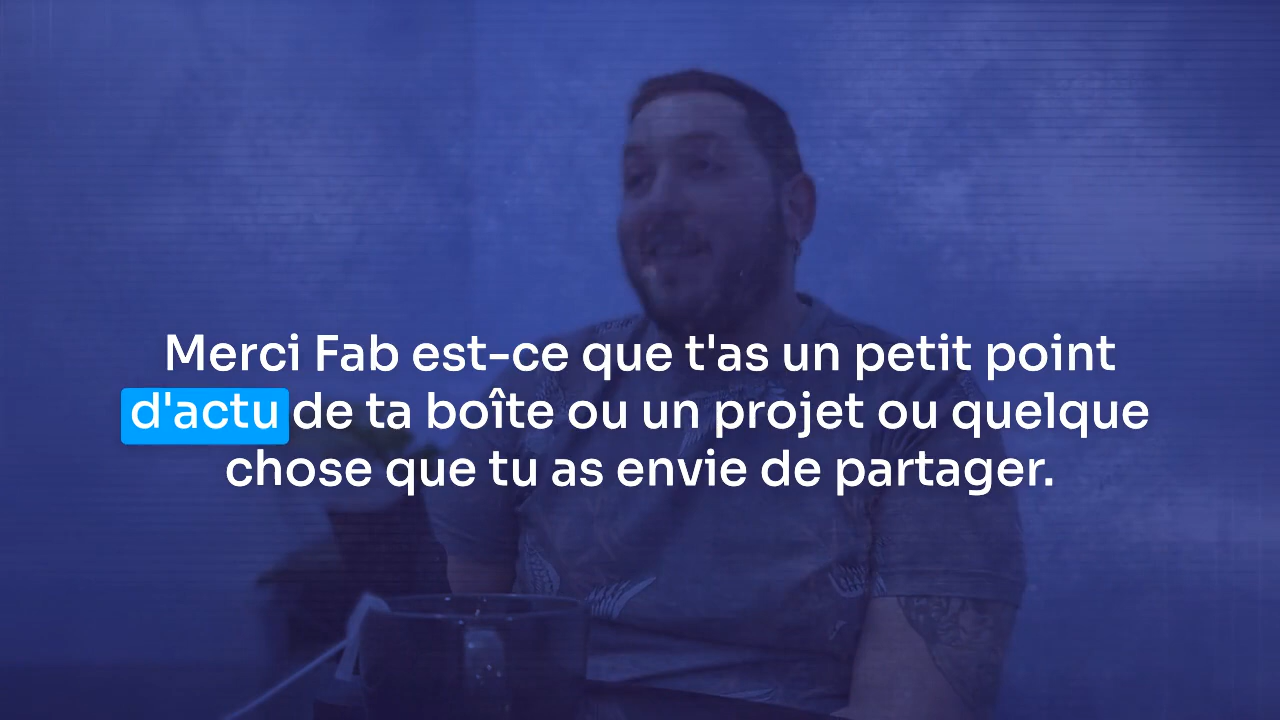 Merci Fab est-ce que t'as un petit point
d'actu de ta boîte ou un projet ou quelque
chose que tu as envie de partager.